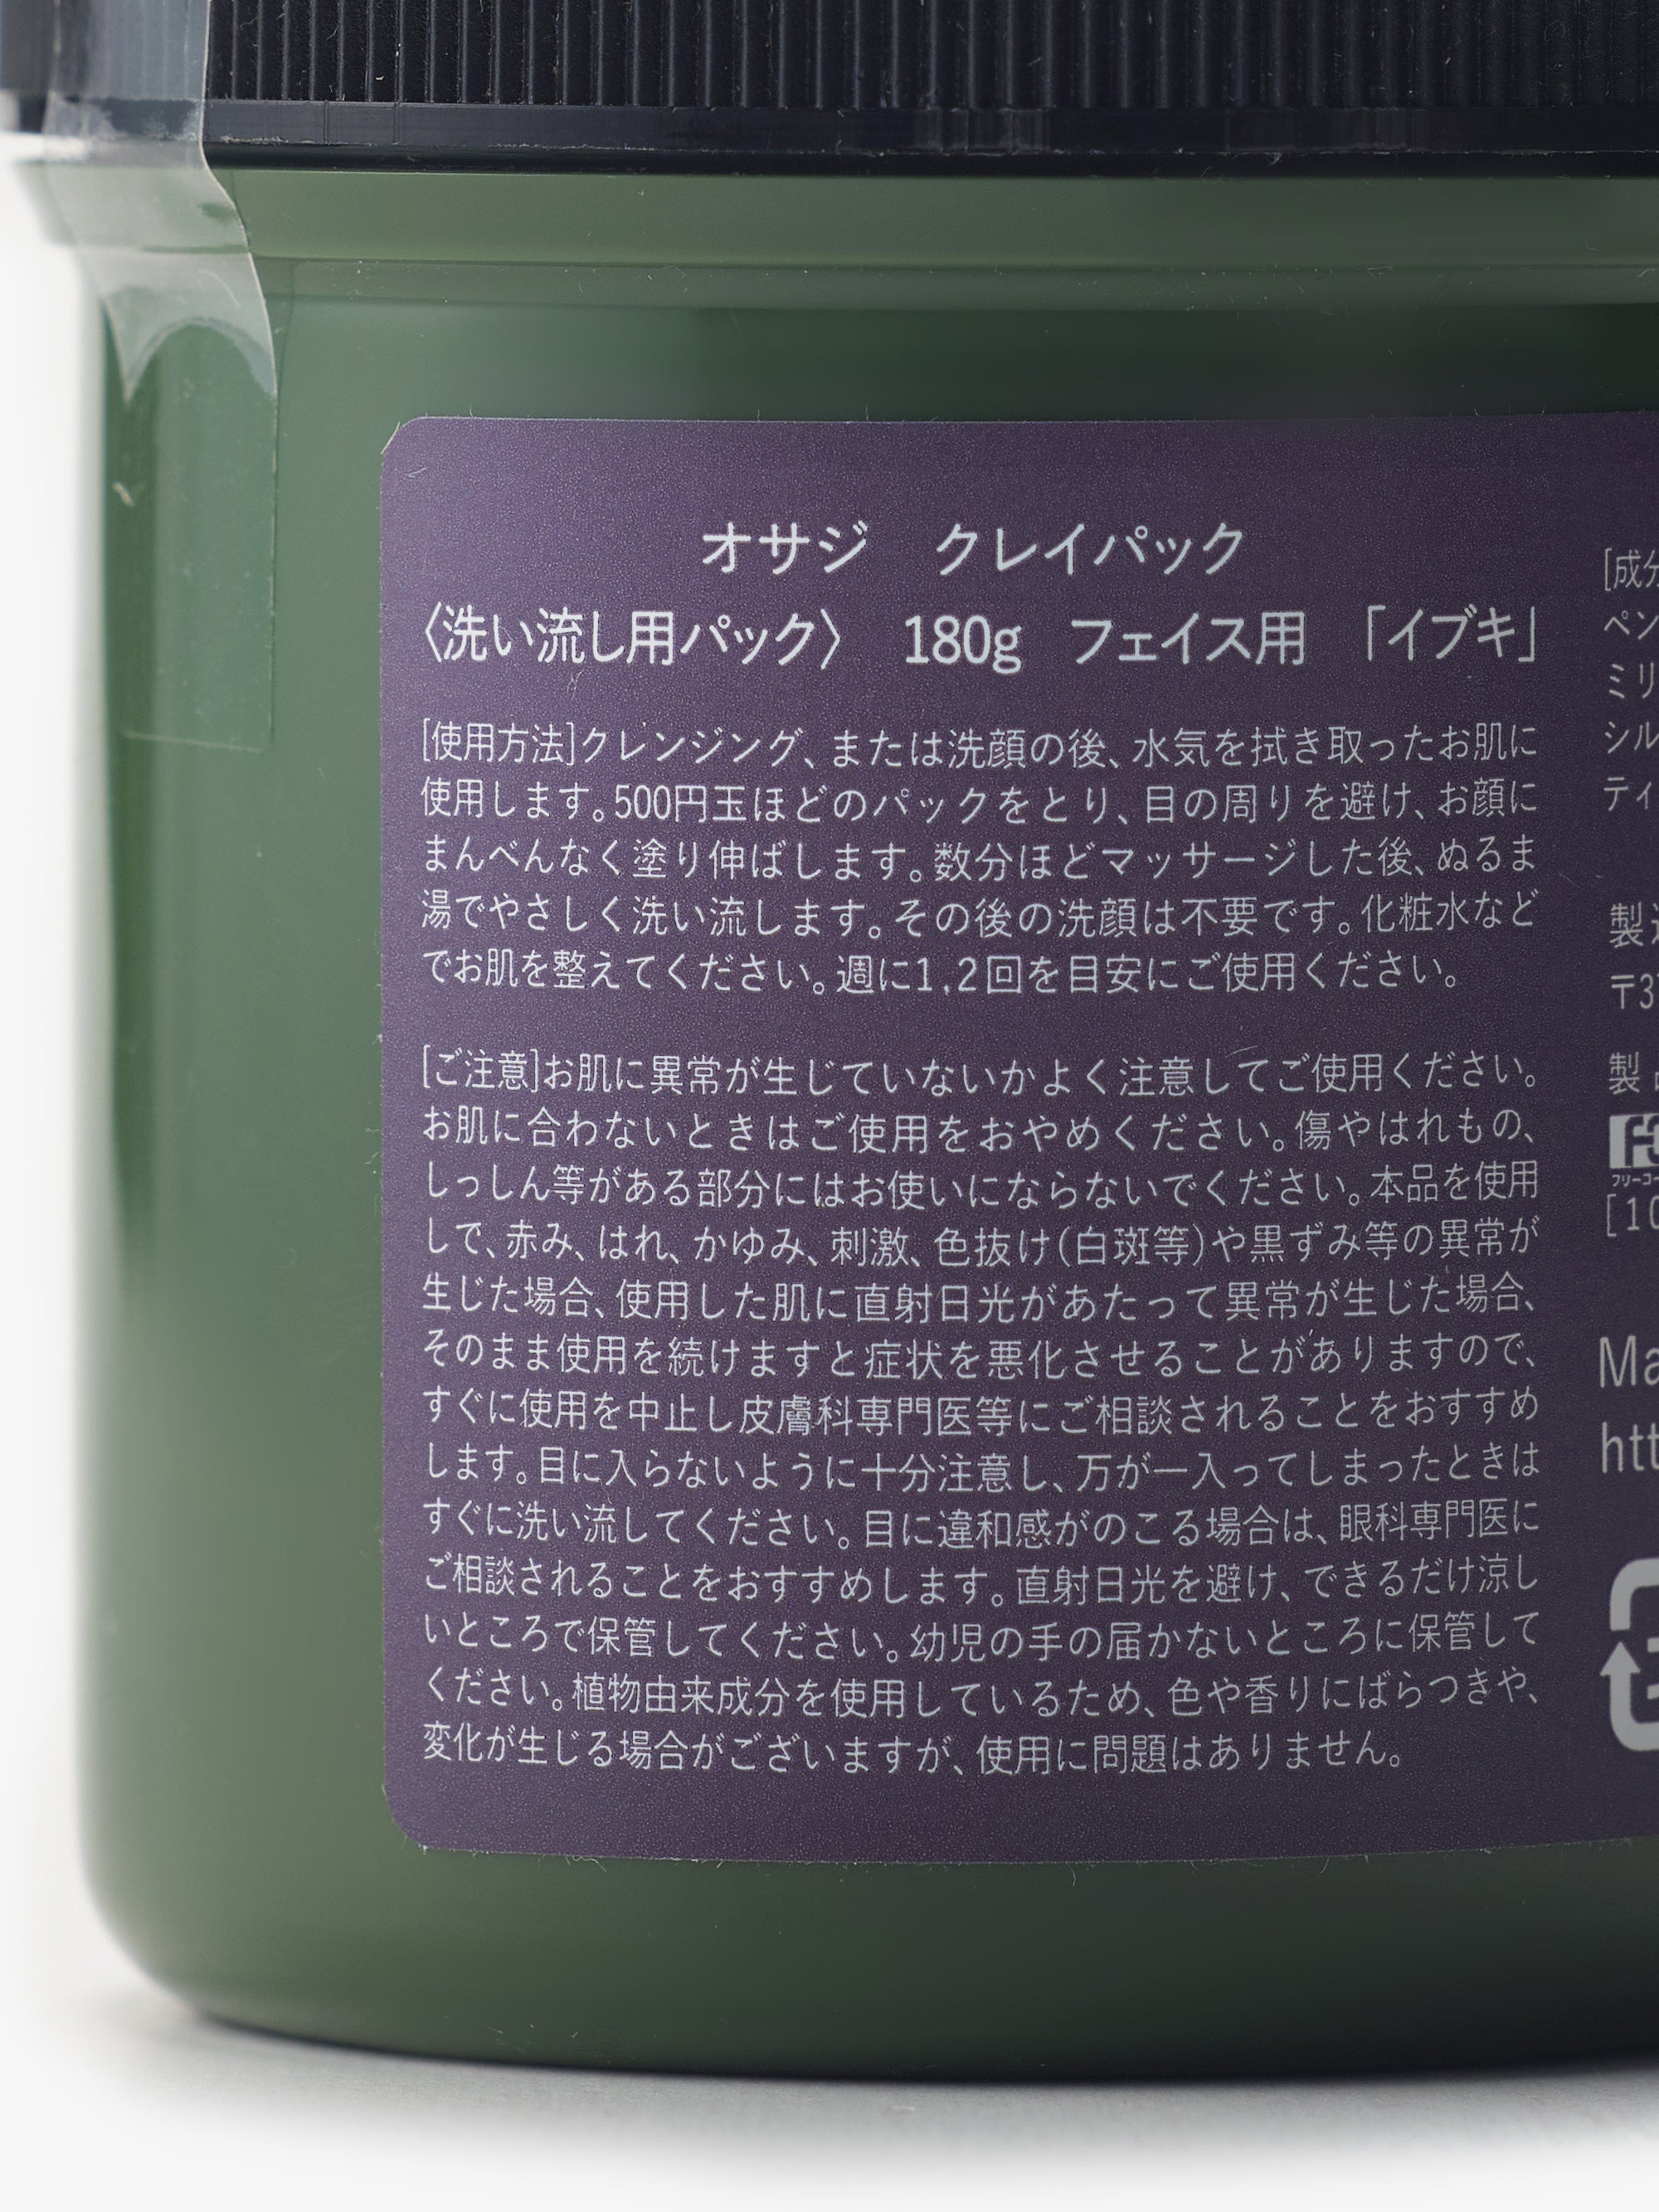 オサジ　クレイパック
〈洗い流し用パック〉　180g　フェイス用　「イブキ」
[使用方法]クレンジング、または洗顔の後、水気を拭き取ったお肌に
使用します。500円玉ほどのパックをとり、目の周りを避け、お顔に
まんべんなく塗り伸ばします。数分ほどマッサージした後、ぬるま
湯でやさしく洗い流します。その後の洗顔は不要です。化粧水など
でお肌を整えてください。週に1,2回を目安にご使用ください。
[ご注意]お肌に異常が生じていないかよく注意してご使用ください。
お肌に合わないときはご使用をおやめください。傷やはれもの、
しっしん等がある部分にはお使いにならないでください。本品を使用
して、赤み、はれ、かゆみ、刺激、色抜け(白斑等)や黒ずみ等の異常が
生じた場合、使用した肌に直射日光があたって異常が生じた場合、
そのまま使用を続けますと症状を悪化させることがありますので、
すぐに使用を中止し皮膚科専門医等にご相談されることをおすすめ
します。目に入らないように十分注意し、万が一入ってしまったときは
すぐに洗い流してください。目に違和感がのこる場合は、眼科専門医に
ご相談されることをおすすめします。直射日光を避け、できるだけ涼し
いところで保管してください。幼児の手の届かないところに保管して
ください。植物由来成分を使用しているため、色や香りにばらつきや、
変化が生じる場合がございますが、使用に問題はありません。
[成分
ペン
ミリ
シル
ティ
製
〒3
製
フリーコー
[10
Ma
htt